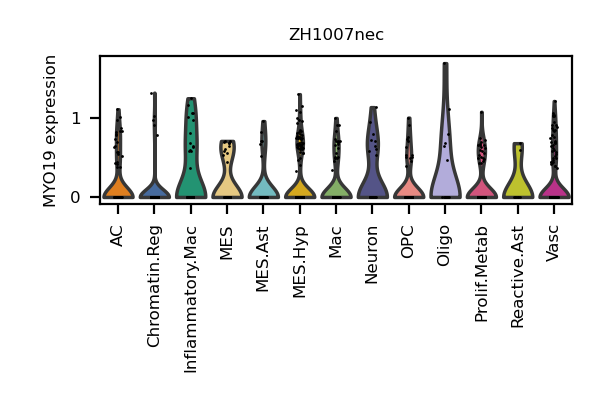 ZH1007nec
MYO19 expression
1
0
AC
Chromatin.Reg
Inflammatory.Mac
MES
MES.Ast
MES.Hyp
Mac
Neuron
OPC
Oligo
Prolif.Metab
Reactive.Ast
Vasc